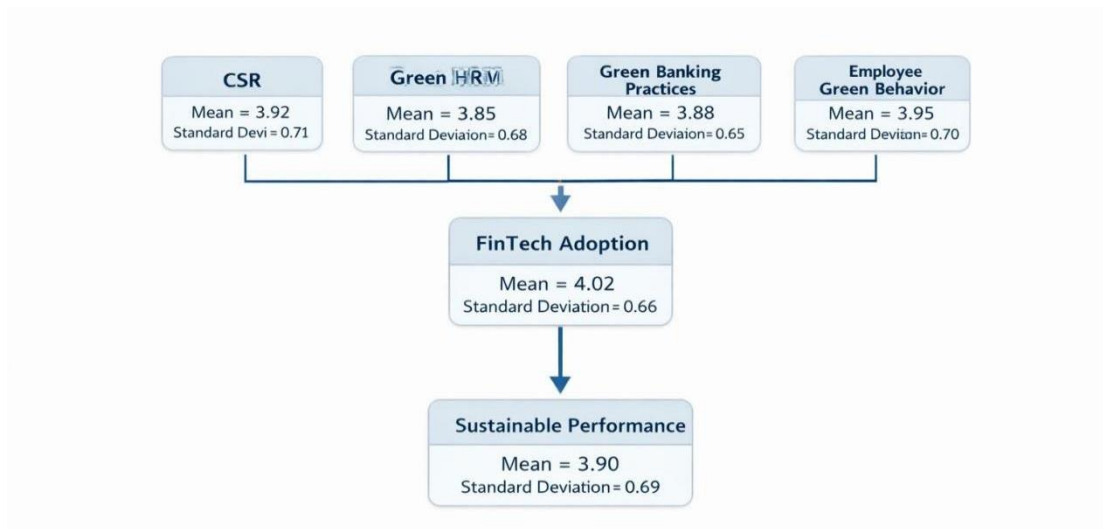 CSR
Mean = 3.92
Standard Devi = 0.71
Green HRM
Mean = 3.85
Standard Deviaion= 0.68
Green Banking
Practices
Mean = 3.88
Standard Deviaion= 0.65
Employee
Green Behavior
Mean = 3.95
Standard Deviton= 0.70
FinTech Adoption
Mean = 4.02
Standard Deviation= 0.66
Sustainable Performance
Mean = 3.90
Standard Deviation= 0.69